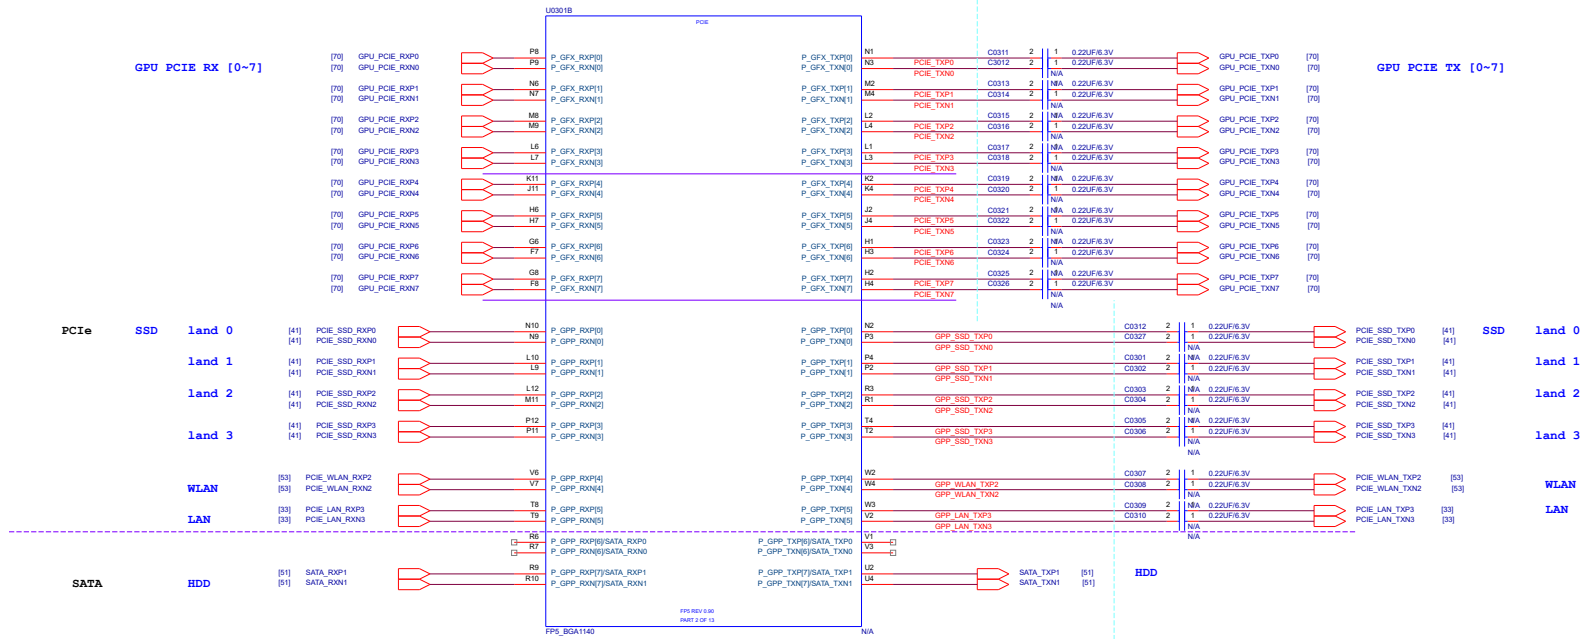 U0301B
PCIE
GPU PCIE RX [0~7]
GPU PCIE TX [0~7]
[70] GPU_PCIE_RXP0 P8 P_GFX_RXP[0] P_GFX_TXP[0] N1 PCIE_TXP0 C0311 2 1 0.22UF/6.3V GPU_PCIE_TXP0 [70]
[70] GPU_PCIE_RXN0 P9 P_GFX_RXN[0] P_GFX_TXN[0] N3 PCIE_TXN0 C3012 2 1 0.22UF/6.3V GPU_PCIE_TXN0 [70]
N/A
[70] GPU_PCIE_RXP1 N6 P_GFX_RXP[1] P_GFX_TXP[1] M2 PCIE_TXP1 C0313 2 1 0.22UF/6.3V GPU_PCIE_TXP1 [70]
[70] GPU_PCIE_RXN1 N7 P_GFX_RXN[1] P_GFX_TXN[1] M4 PCIE_TXN1 C0314 2 1 0.22UF/6.3V GPU_PCIE_TXN1 [70]
N/A
N/A
[70] GPU_PCIE_RXP2 M8 P_GFX_RXP[2] P_GFX_TXP[2] L2 PCIE_TXP2 C0315 2 1 0.22UF/6.3V GPU_PCIE_TXP2 [70]
[70] GPU_PCIE_RXN2 M9 P_GFX_RXN[2] P_GFX_TXN[2] L4 PCIE_TXN2 C0316 2 1 0.22UF/6.3V GPU_PCIE_TXN2 [70]
N/A
N/A
[70] GPU_PCIE_RXP3 L6 P_GFX_RXP[3] P_GFX_TXP[3] L1 PCIE_TXP3 C0317 2 1 0.22UF/6.3V GPU_PCIE_TXP3 [70]
[70] GPU_PCIE_RXN3 L7 P_GFX_RXN[3] P_GFX_TXN[3] L3 PCIE_TXN3 C0318 2 1 0.22UF/6.3V GPU_PCIE_TXN3 [70]
N/A
N/A
[70] GPU_PCIE_RXP4 K11 P_GFX_RXP[4] P_GFX_TXP[4] K2 PCIE_TXP4 C0319 2 1 0.22UF/6.3V GPU_PCIE_TXP4 [70]
[70] GPU_PCIE_RXN4 J11 P_GFX_RXN[4] P_GFX_TXN[4] K4 PCIE_TXN4 C0320 2 1 0.22UF/6.3V GPU_PCIE_TXN4 [70]
N/A
N/A
[70] GPU_PCIE_RXP5 H6 P_GFX_RXP[5] P_GFX_TXP[5] J2 PCIE_TXP5 C0321 2 1 0.22UF/6.3V GPU_PCIE_TXP5 [70]
[70] GPU_PCIE_RXN5 H7 P_GFX_RXN[5] P_GFX_TXN[5] J4 PCIE_TXN5 C0322 2 1 0.22UF/6.3V GPU_PCIE_TXN5 [70]
N/A
N/A
[70] GPU_PCIE_RXP6 G6 P_GFX_RXP[6] P_GFX_TXP[6] H1 PCIE_TXP6 C0323 2 1 0.22UF/6.3V GPU_PCIE_TXP6 [70]
[70] GPU_PCIE_RXN6 F7 P_GFX_RXN[6] P_GFX_TXN[6] H3 PCIE_TXN6 C0324 2 1 0.22UF/6.3V GPU_PCIE_TXN6 [70]
N/A
N/A
[70] GPU_PCIE_RXP7 G8 P_GFX_RXP[7] P_GFX_TXP[7] H2 PCIE_TXP7 C0325 2 1 0.22UF/6.3V GPU_PCIE_TXP7 [70]
[70] GPU_PCIE_RXN7 F8 P_GFX_RXN[7] P_GFX_TXN[7] H4 PCIE_TXN7 C0326 2 1 0.22UF/6.3V GPU_PCIE_TXN7 [70]
N/A
N/A
PCIe SSD land 0 [41] PCIE_SSD_RXP0 N10 P_GPP_RXP[0] P_GPP_TXP[0] N2 GPP_SSD_TXP0 C0312 2 1 0.22UF/6.3V PCIE_SSD_TXP0 [41] SSD land 0
[41] PCIE_SSD_RXN0 N9 P_GPP_RXN[0] P_GPP_TXN[0] P3 GPP_SSD_TXN0 C0327 2 1 0.22UF/6.3V PCIE_SSD_TXN0 [41]
N/A
land 1 [41] PCIE_SSD_RXP1 L10 P_GPP_RXP[1] P_GPP_TXP[1] P4 GPP_SSD_TXP1 C0301 2 1 0.22UF/6.3V PCIE_SSD_TXP1 [41] land 1
[41] PCIE_SSD_RXN1 L9 P_GPP_RXN[1] P_GPP_TXN[1] P2 GPP_SSD_TXN1 C0302 2 1 0.22UF/6.3V PCIE_SSD_TXN1 [41]
N/A
N/A
land 2 [41] PCIE_SSD_RXP2 L12 P_GPP_RXP[2] P_GPP_TXP[2] R3 GPP_SSD_TXP2 C0303 2 1 0.22UF/6.3V PCIE_SSD_TXP2 [41] land 2
[41] PCIE_SSD_RXN2 M11 P_GPP_RXN[2] P_GPP_TXN[2] R1 GPP_SSD_TXN2 C0304 2 1 0.22UF/6.3V PCIE_SSD_TXN2 [41]
N/A
[41] PCIE_SSD_RXP3 P12 P_GPP_RXP[3] P_GPP_TXP[3] T4 GPP_SSD_TXP3 C0305 2 1 0.22UF/6.3V PCIE_SSD_TXP3 [41]
land 3 [41] PCIE_SSD_RXN3 P11 P_GPP_RXN[3] P_GPP_TXN[3] T2 GPP_SSD_TXN3 C0306 2 1 0.22UF/6.3V PCIE_SSD_TXN3 [41] land 3
N/A
N/A
[53] PCIE_WLAN_RXP2 V6 P_GPP_RXP[4] P_GPP_TXP[4] W2 GPP_WLAN_TXP2 C0307 2 1 0.22UF/6.3V PCIE_WLAN_TXP2 [53]
WLAN [53] PCIE_WLAN_RXN2 V7 P_GPP_RXN[4] P_GPP_TXN[4] W4 GPP_WLAN_TXN2 C0308 2 1 0.22UF/6.3V PCIE_WLAN_TXN2 [53] WLAN
N/A
[33] PCIE_LAN_RXP3 T8 P_GPP_RXP[5] P_GPP_TXP[5] W3 GPP_LAN_TXP3 C0309 2 1 0.22UF/6.3V PCIE_LAN_TXP3 [33] LAN
LAN [33] PCIE_LAN_RXN3 T9 P_GPP_RXN[5] P_GPP_TXN[5] V2 GPP_LAN_TXN3 C0310 2 1 0.22UF/6.3V PCIE_LAN_TXN3 [33]
N/A
N/A
R6 P_GPP_RXP[6]/SATA_RXP0 P_GPP_TXP[6]/SATA_TXP0 V1
R7 P_GPP_RXN[6]/SATA_RXN0 P_GPP_TXN[6]/SATA_TXN0 V3
[51] SATA_RXP1 R9 P_GPP_RXP[7]/SATA_RXP1 P_GPP_TXP[7]/SATA_TXP1 U2 SATA_TXP1 [51] HDD
SATA HDD [51] SATA_RXN1 R10 P_GPP_RXN[7]/SATA_RXN1 P_GPP_TXN[7]/SATA_TXN1 U4 SATA_TXN1 [51]
FP5 REV 0.90
PART 2 OF 13
FP5_BGA1140 N/A